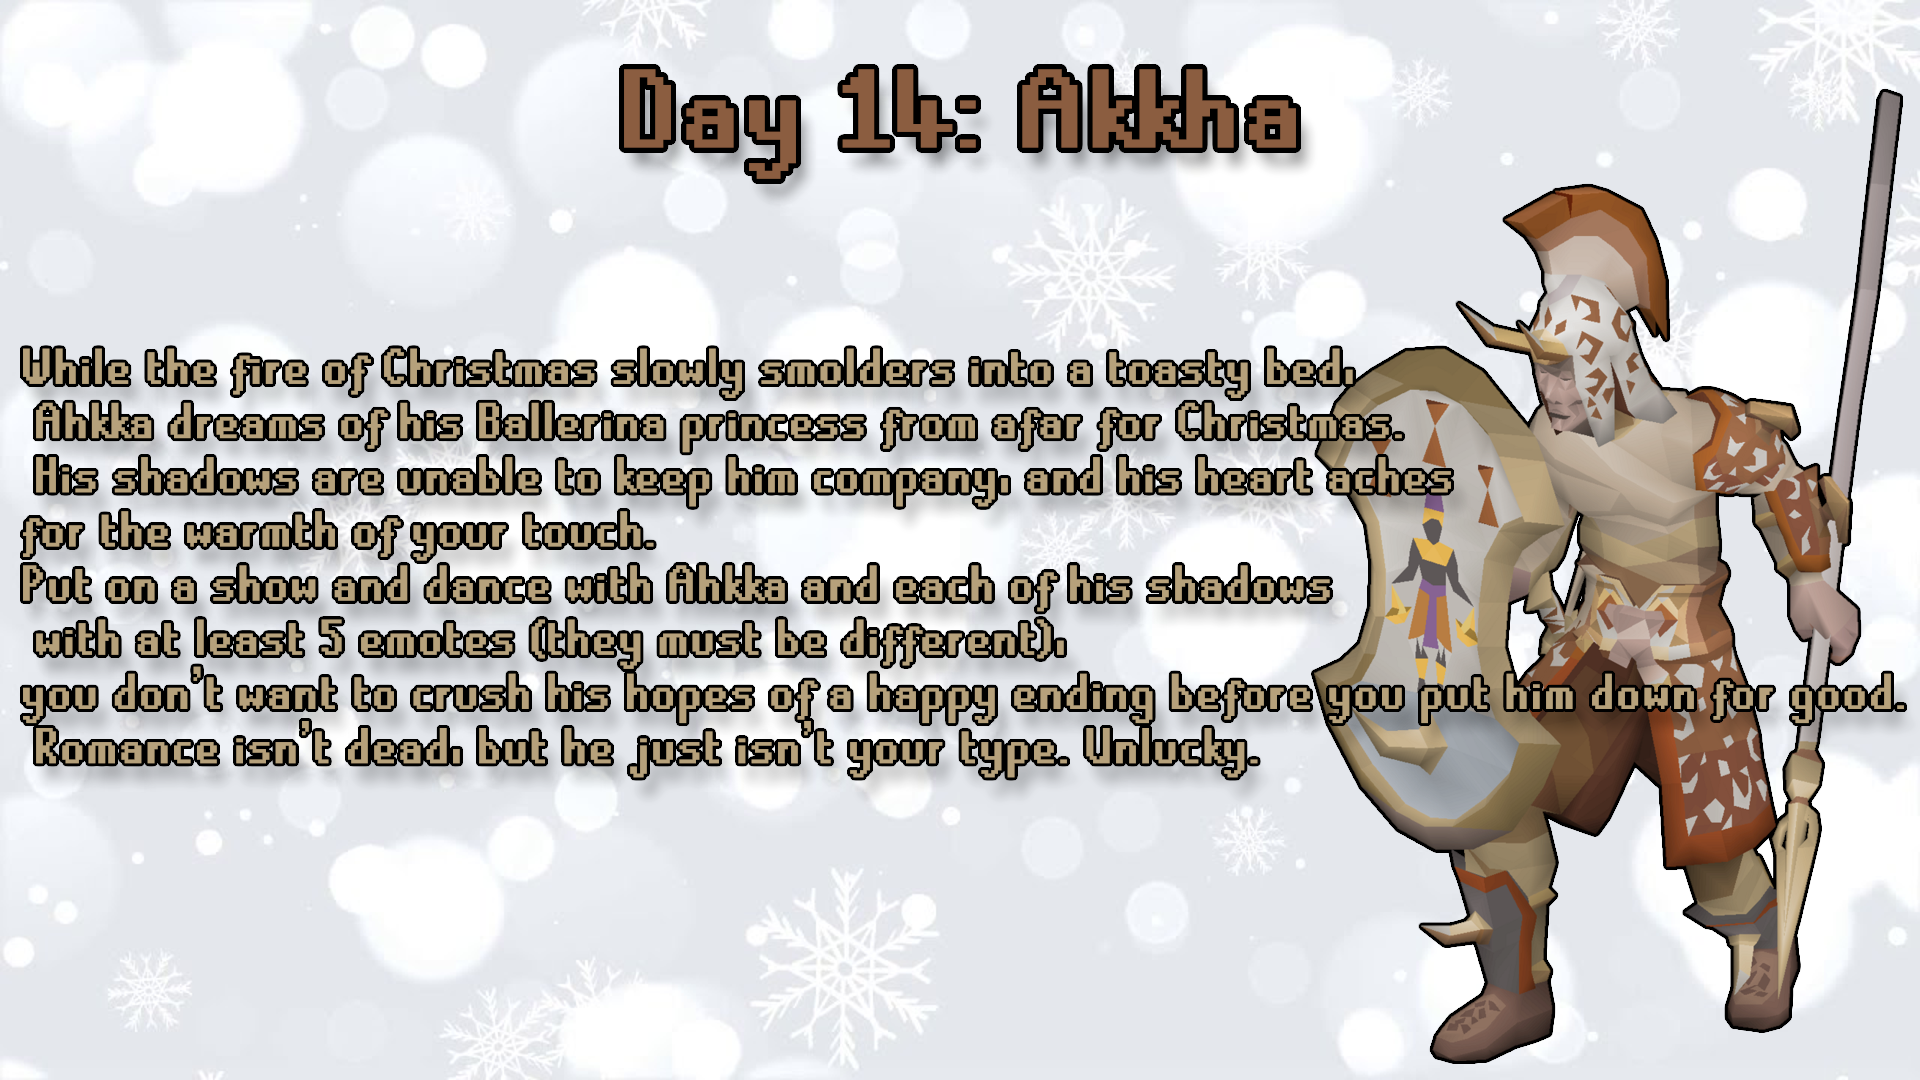 Day 14: Akkha
While the fire of Christmas slowly smolders into a toasty bed,
Ahkka dreams of his Ballerina princess from afar for Christmas.
His shadows are unable to keep him company, and his heart aches
for the warmth of your touch.
Put on a show and dance with Ahkka and each of his shadows
with at least 5 emotes (they must be different),
you don't want to crush his hopes of a happy ending before you put him down for good.
Romance isn't dead, but he just isn't your type. Unlucky.